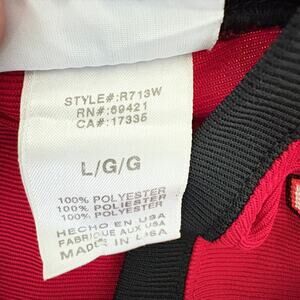 STYLE#:R713W
RN#:69421
CA#:17335
L/G/G
100% POLYESTER
100% POLIESTER
100% POLYESTER
HECHO EN USA
FABRIQUE AUX USA
MADE IN USA